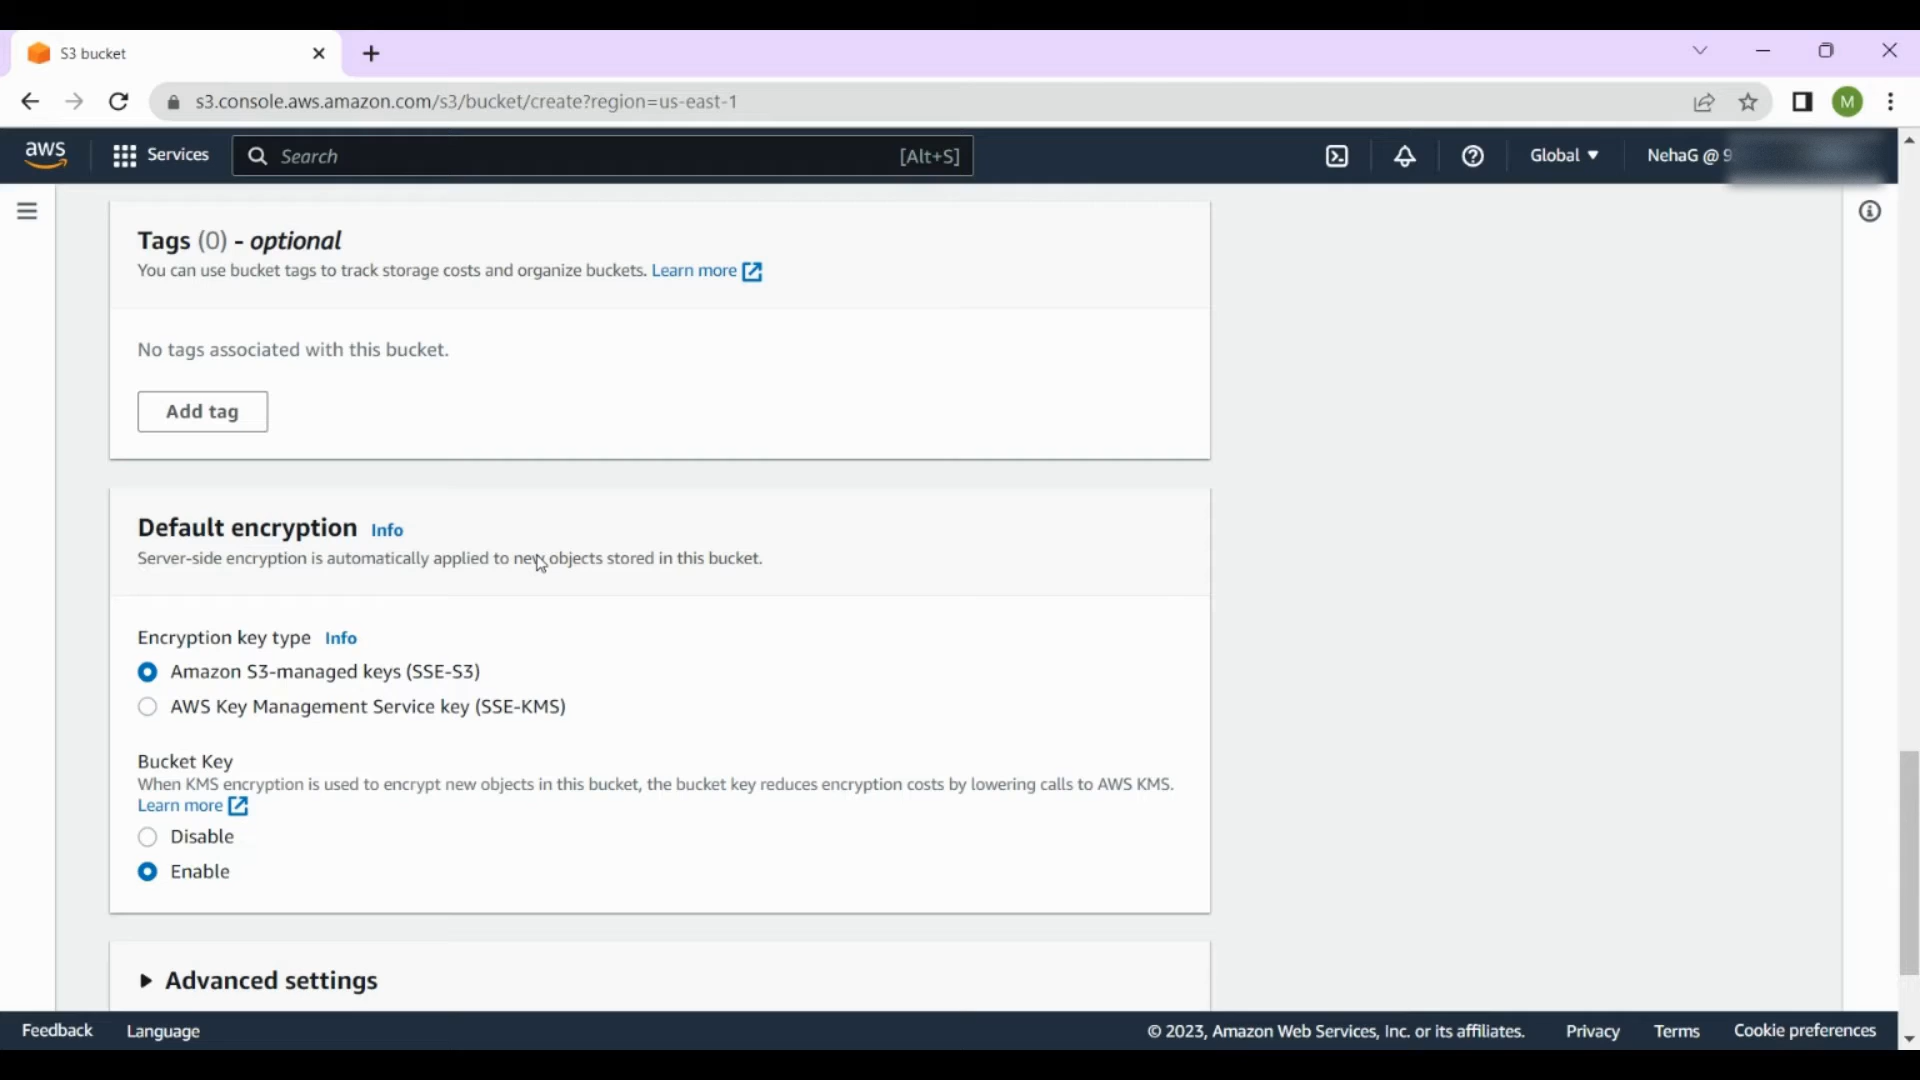 S3 bucket
s3.console.aws.amazon.com/s3/bucket/create?region=us-east-1
M
aws
Services
Search
[Alt+S]
Global
NehaG @ 9
Tags (0) - optional
You can use bucket tags to track storage costs and organize buckets. Learn more
No tags associated with this bucket.
Add tag
Default encryption Info
Server-side encryption is automatically applied to new objects stored in this bucket.
Encryption key type Info
Amazon S3-managed keys (SSE-S3)
AWS Key Management Service key (SSE-KMS)
Bucket Key
When KMS encryption is used to encrypt new objects in this bucket, the bucket key reduces encryption costs by lowering calls to AWS KMS.
Learn more
Disable
Enable
Advanced settings
Feedback
Language
© 2023, Amazon Web Services, Inc. or its affiliates.
Privacy
Terms
Cookie preferences